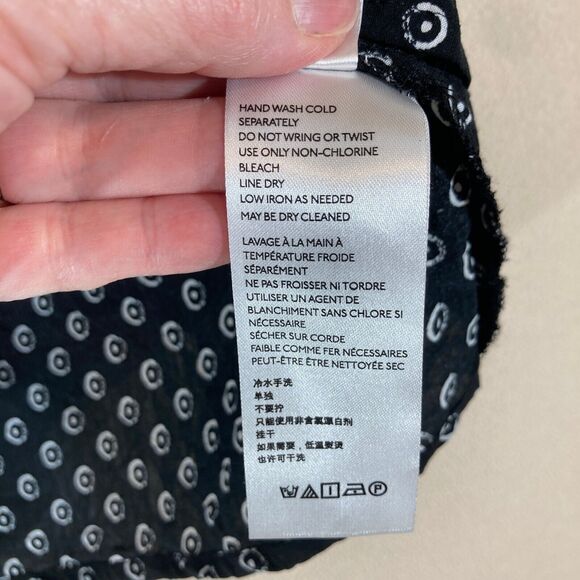 HAND WASH COLD
SEPARATELY
DO NOT WRING OR TWIST
USE ONLY NON-CHLORINE
BLEACH
LINE DRY
LOW IRON AS NEEDED
MAY BE DRY CLEANED
LAVAGE À LA MAIN À
TEMPÉRATURE FROIDE
SÉPARÉMENT
NE PAS FROISSER NI TORDRE
UTILISER UN AGENT DE
BLANCHIMENT SANS CHLORE SI
NÉCESSAIRE
SÉCHER SUR CORDE
FAIBLE COMME FER NÉCESSAIRES
PEUT-ÊTRE ÊTRE NETTOYÉE SEC
冷水手洗
单独
不要拧
只能使用非食氯漂白剂
挂干
如果需要，低温熨烫
也许可干洗
P